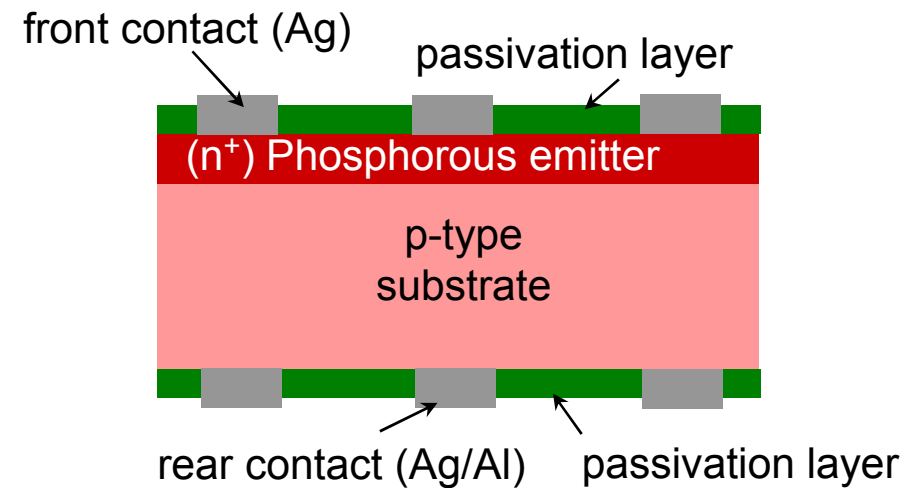 front contact (Ag)
passivation layer
(n⁺) Phosphorous emitter
p-type
substrate
rear contact (Ag/Al)
passivation layer